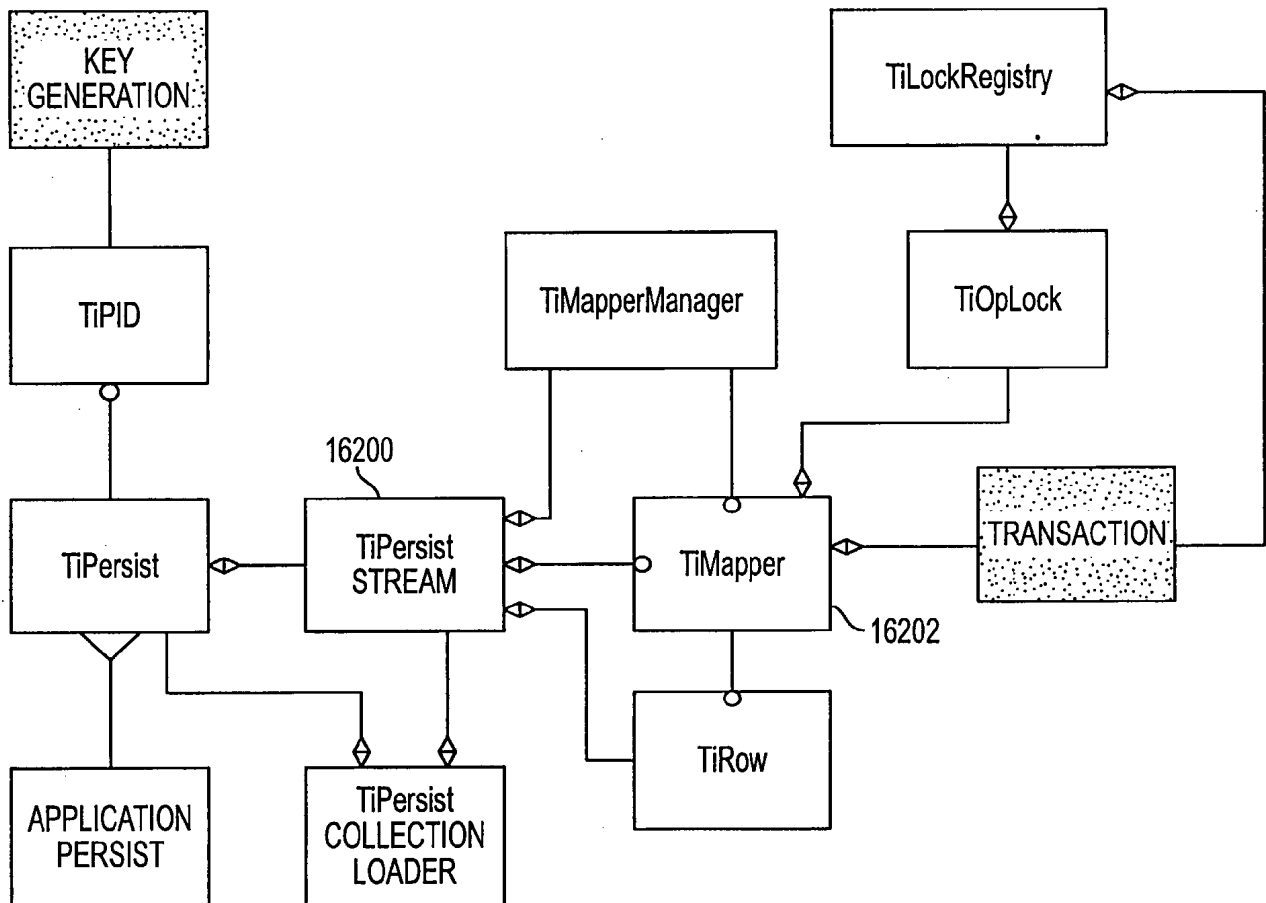 KEY
GENERATION
TiLockRegistry
TiPID
TiMapperManager
TiOpLock
16200
TiPersist
TiPersist
STREAM
TiMapper
TRANSACTION
16202
APPLICATION
PERSIST
TiPersist
COLLECTION
LOADER
TiRow